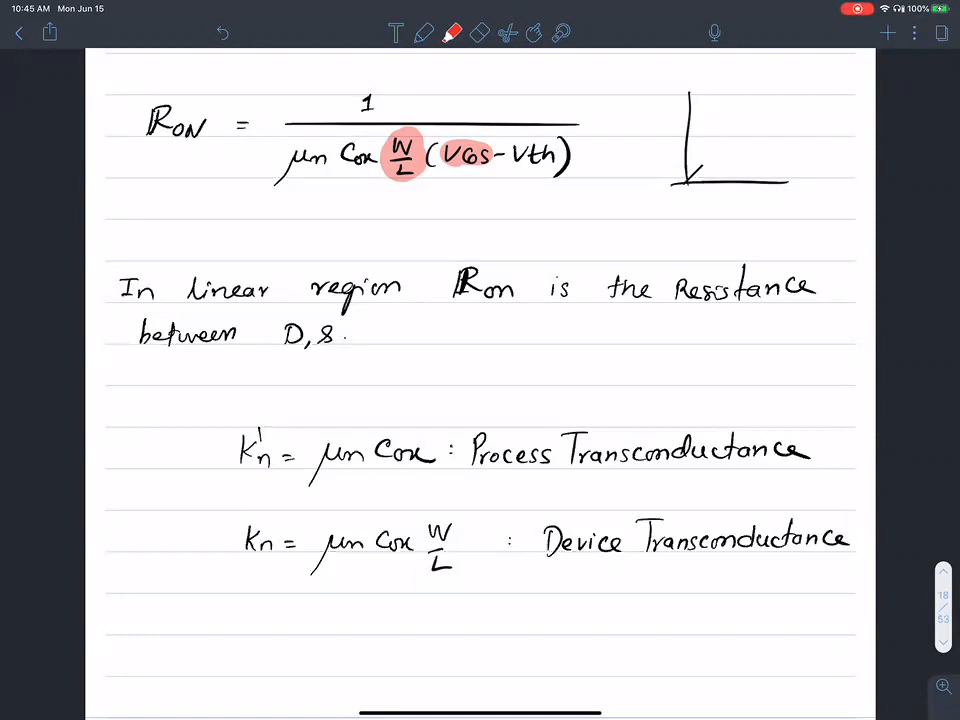 10:45 AM Mon Jun 15
100%
RON = 1 / μn Cox W/L (VGS - Vth)
In linear region Ron is the Resistance
between D, S.
Kn' = μn Cox : Process Transconductance
Kn = μn Cox W/L : Device Transconductance
18
/
53